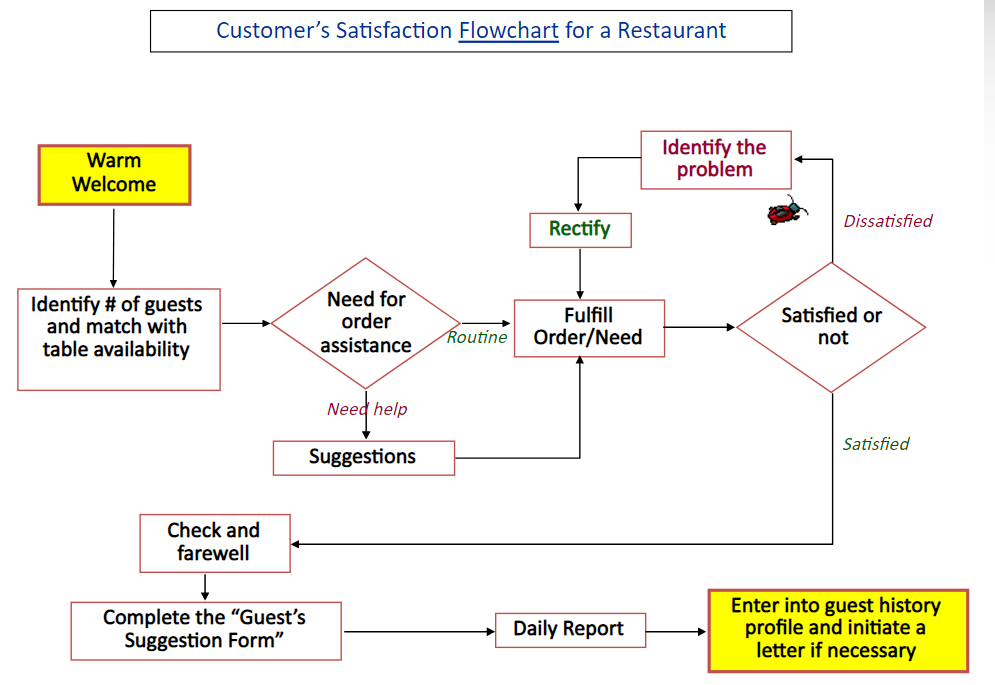 Customer's Satisfaction Flowchart for a Restaurant
Warm
Welcome
Identify # of guests
and match with
table availability
Need for
order
assistance
Routine
Need help
Suggestions
Identify the
problem
Rectify
Fulfill
Order/Need
Dissatisfied
Satisfied or
not
Satisfied
Check and
farewell
Complete the “Guest's
Suggestion Form”
Daily Report
Enter into guest history
profile and initiate a
letter if necessary